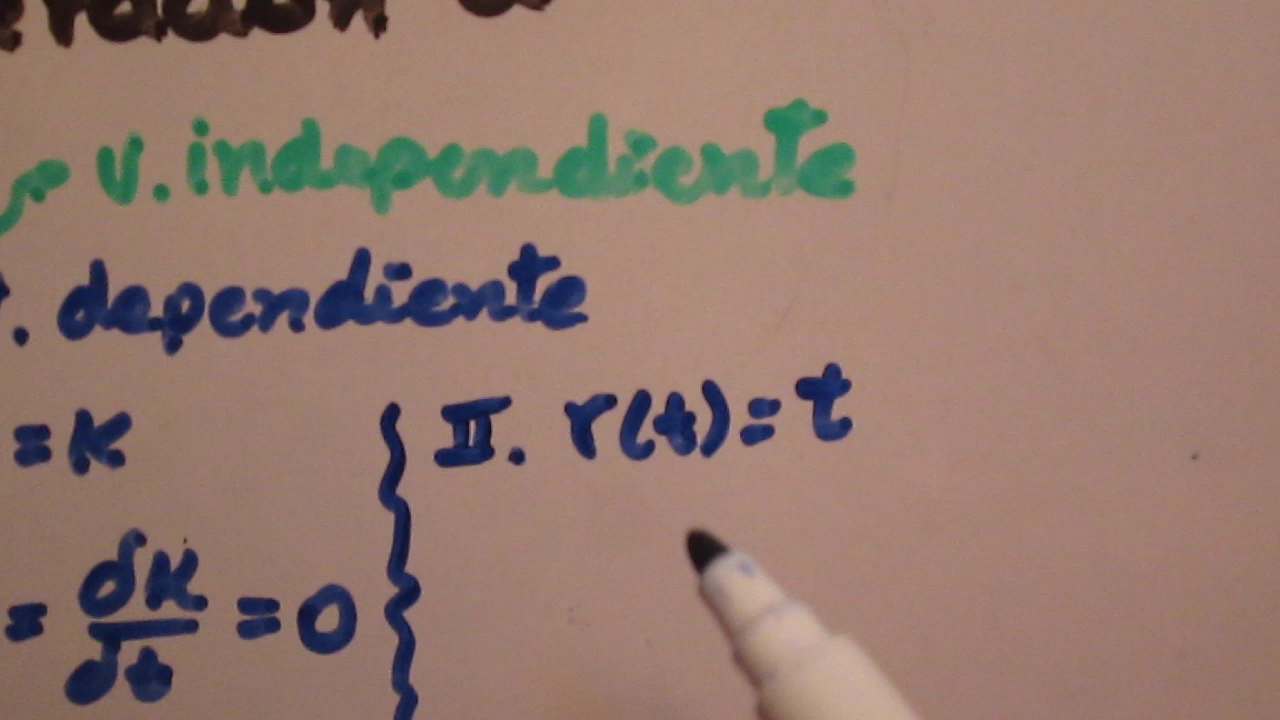 v. independiente
. dependiente
= K
II. r(t) = t
= dK/dt = 0